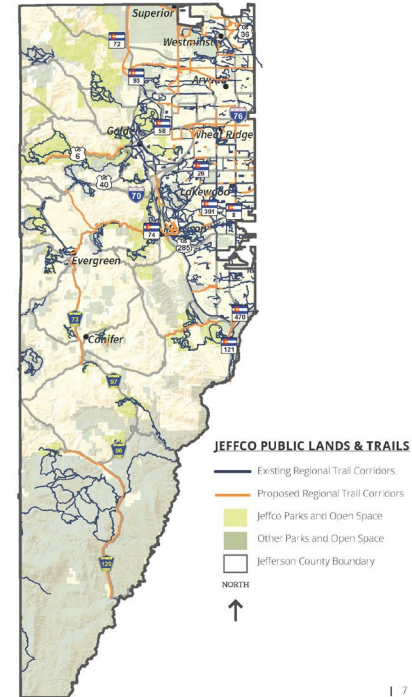 Superior
72
Westminster
36
93
Arvada
76
Golden
58
Wheat Ridge
6
26
40
70
Lakewood
391
8
74
285
Evergreen
470
73
Conifer
121
97
96
126
JEFFCO PUBLIC LANDS & TRAILS
Existing Regional Trail Corridors
Proposed Regional Trail Corridors
Jeffco Parks and Open Space
Other Parks and Open Space
Jefferson County Boundary
NORTH
| 7